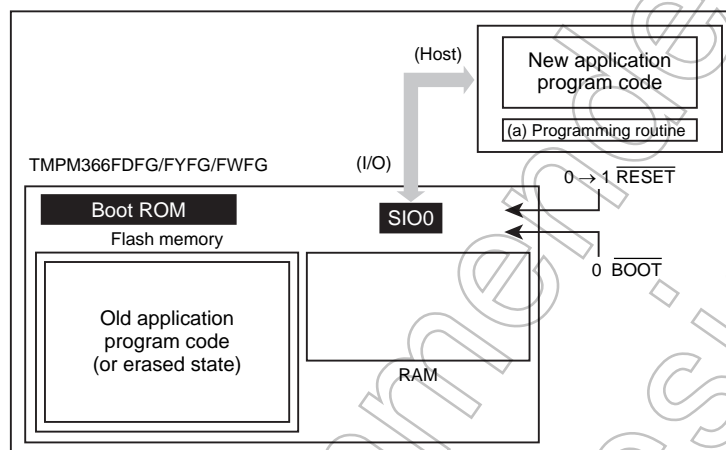 (Host)
New application
program code
(a) Programming routine
TMPM366FDFG/FYFG/FWFG
(I/O)
0 → 1 RESET
Boot ROM
SIO0
Flash memory
0 BOOT
Old application
program code
(or erased state)
RAM